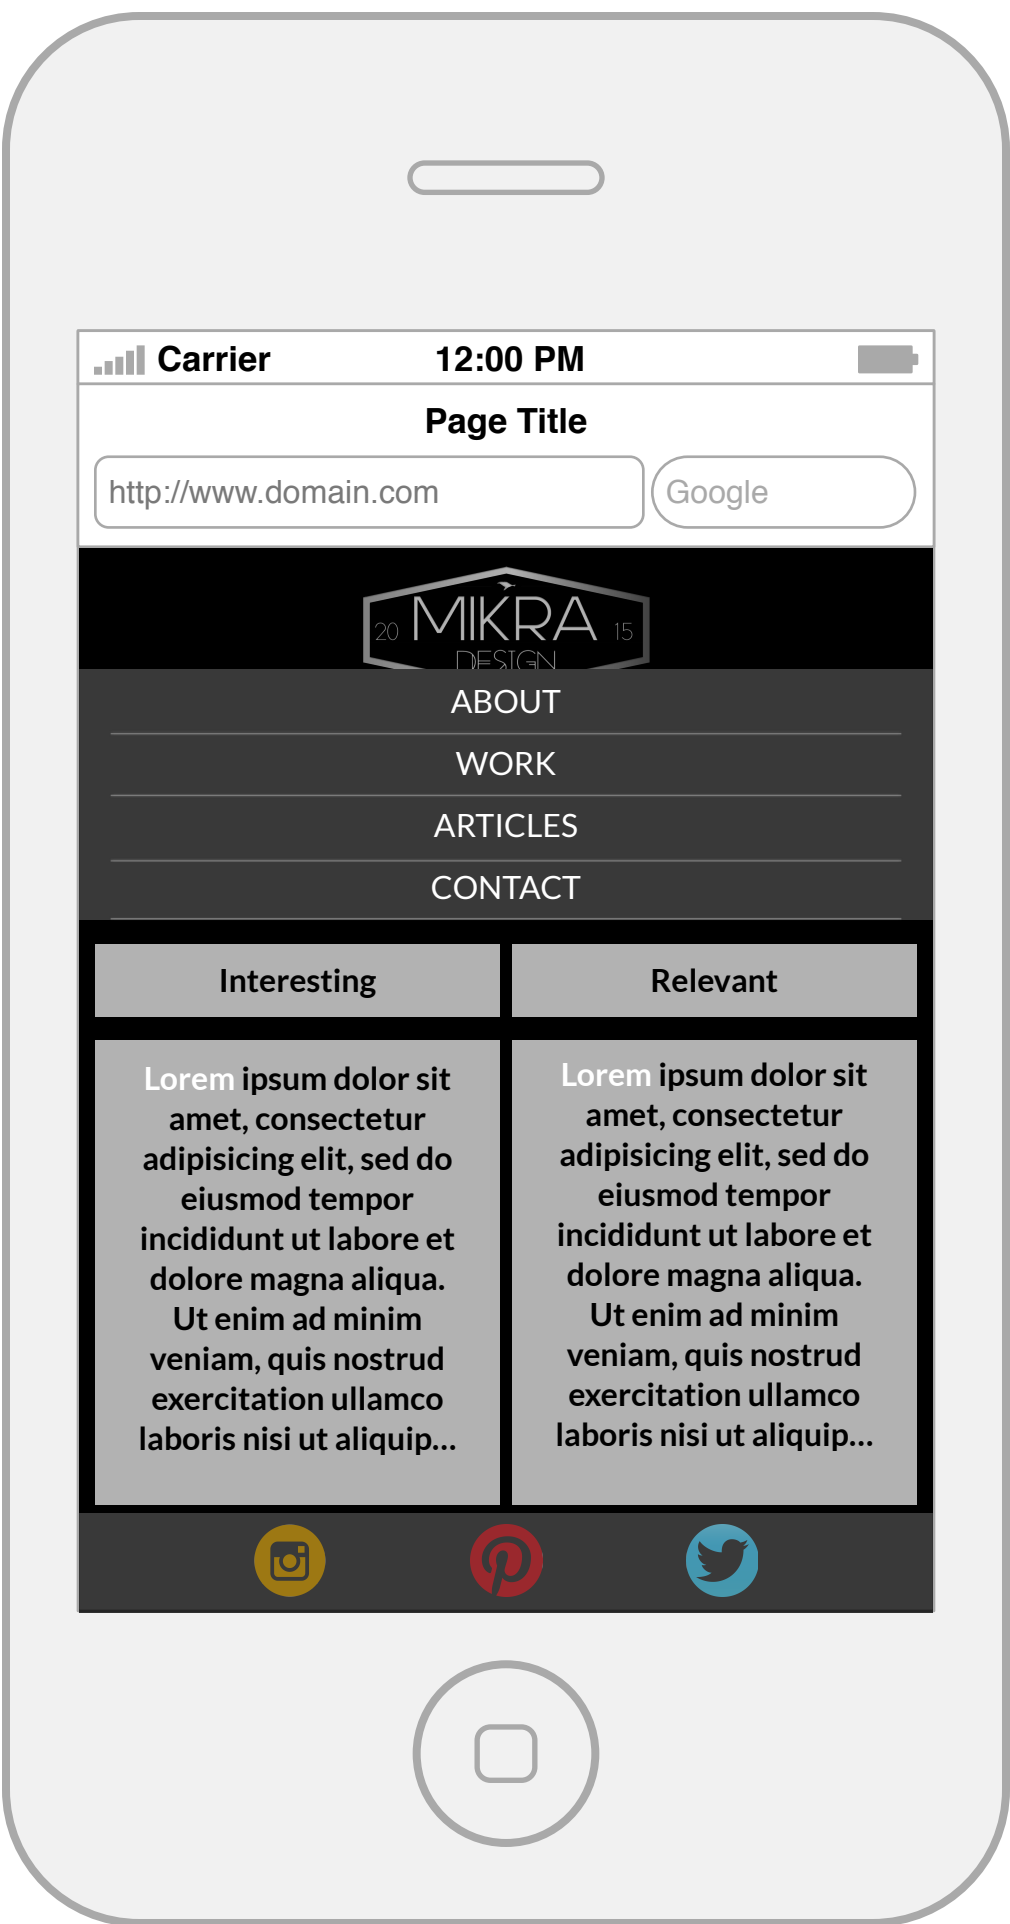 Carrier 12:00 PM
Page Title
http://www.domain.com Google
20 MIKRA 15
DESIGN
ABOUT
WORK
ARTICLES
CONTACT
Interesting
Relevant
Lorem ipsum dolor sit
amet, consectetur
adipisicing elit, sed do
eiusmod tempor
incididunt ut labore et
dolore magna aliqua.
Ut enim ad minim
veniam, quis nostrud
exercitation ullamco
laboris nisi ut aliquip...
Lorem ipsum dolor sit
amet, consectetur
adipisicing elit, sed do
eiusmod tempor
incididunt ut labore et
dolore magna aliqua.
Ut enim ad minim
veniam, quis nostrud
exercitation ullamco
laboris nisi ut aliquip...